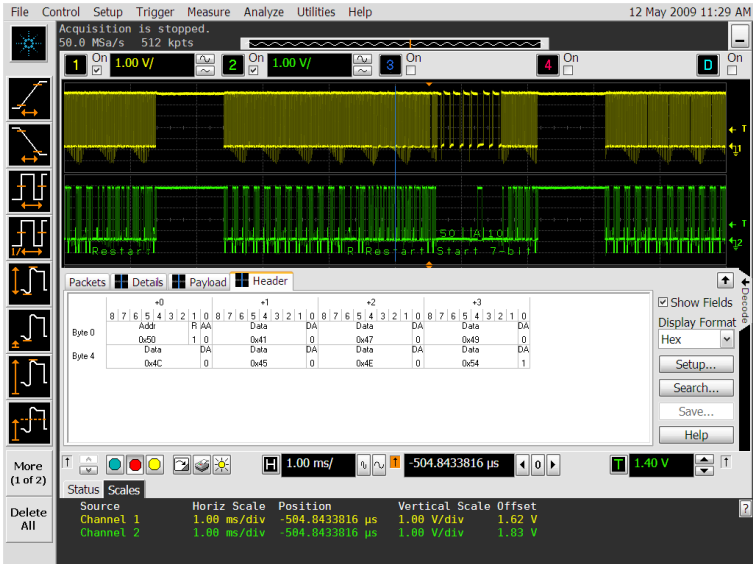 File Control Setup Trigger Measure Analyze Utilities Help 12 May 2009 11:29 AM
Acquisition is stopped.
50.0 MSa/s 512 kpts
1 On 1.00 V/ 2 On 1.00 V/ 3 On 4 On D On
T
1
T
2
50 A 10
Restart R Restart Start 7-bit
Packets Details Payload Header
Decode
+0 +1 +2 +3
8 7 6 5 4 3 2 1 0 8 7 6 5 4 3 2 1 0 8 7 6 5 4 3 2 1 0 8 7 6 5 4 3 2 1 0
Byte 0 Addr R AA Data DA Data DA Data DA
0x50 1 0 0x41 0 0x47 0 0x49 0
Byte 4 Data DA Data DA Data DA Data DA
0x4C 0 0x45 0 0x4E 0 0x54 1
Show Fields
Display Format
Hex
Setup...
Search...
Save...
Help
More
(1 of 2)
Delete
All
H 1.00 ms/ -504.8433816 µs 0 T 1.40 V
Status Scales
Source Horiz Scale Position Vertical Scale Offset
Channel 1 1.00 ms/div -504.8433816 µs 1.00 V/div 1.62 V
Channel 2 1.00 ms/div -504.8433816 µs 1.00 V/div 1.83 V
?